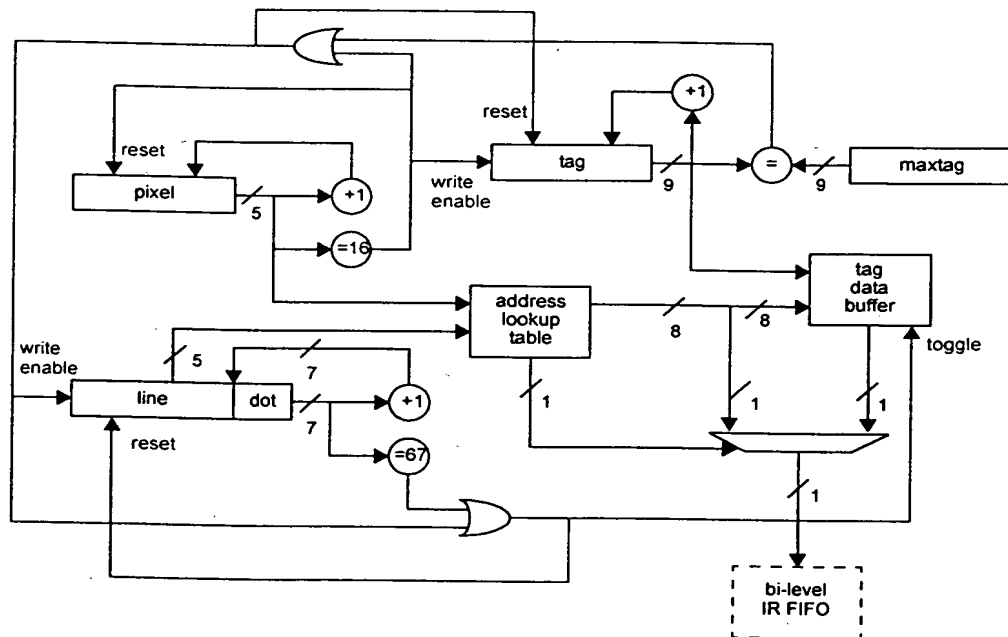 reset
+1
reset
tag
9
=
9
maxtag
pixel
5
+1
write
enable
=16
address
lookup
table
8
8
tag
data
buffer
write
enable
5
7
toggle
line
dot
7
+1
1
1
1
reset
=67
1
bi-level
IR FIFO